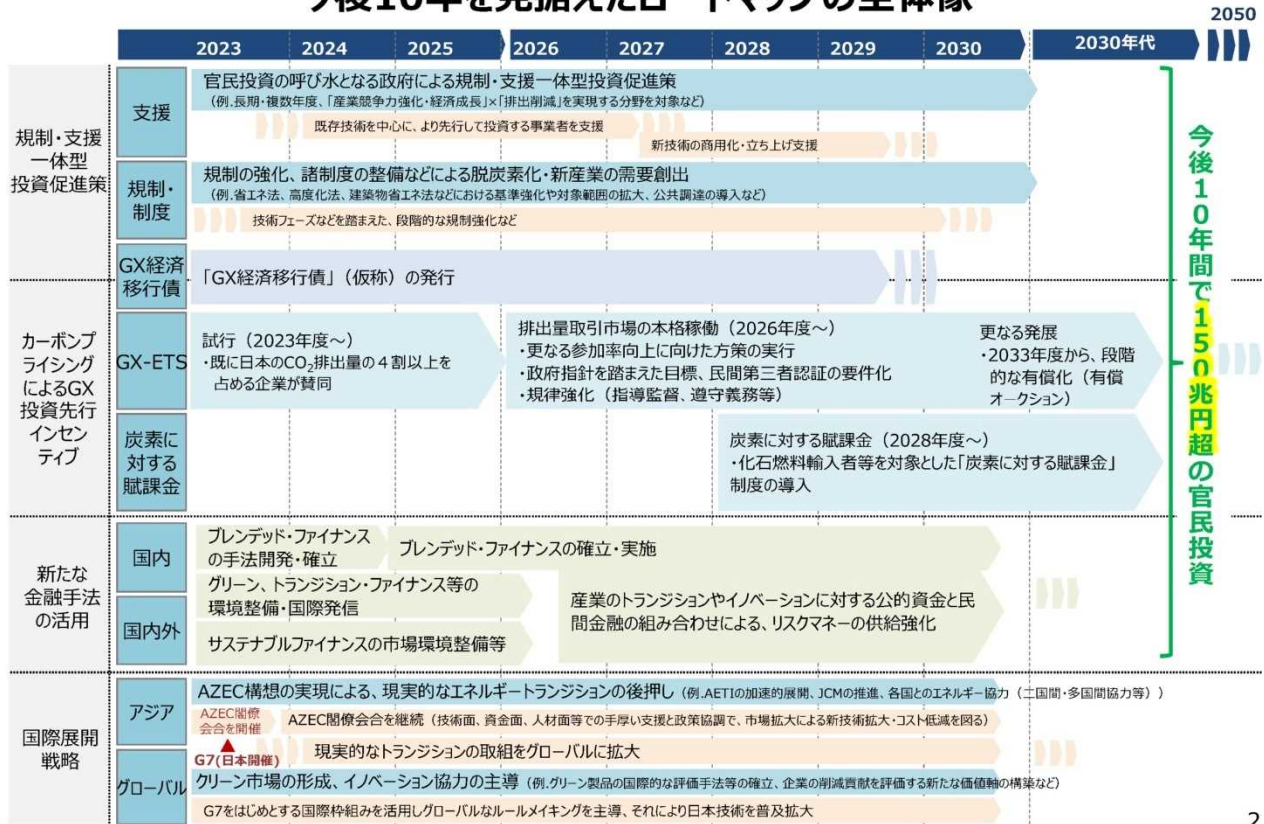 今後10年を見据えたロードマップの全体像
2050
2023
2024
2025
2026
2027
2028
2029
2030
2030年代
規制・支援
一体型
投資促進策
支援
官民投資の呼び水となる政府による規制・支援一体型投資促進策
(例.長期・複数年度、「産業競争力強化・経済成長」×「排出削減」を実現する分野を対象など)
既存技術を中心に、より先行して投資する事業者を支援
新技術の商用化・立ち上げ支援
規制・
制度
規制の強化、諸制度の整備などによる脱炭素化・新産業の需要創出
(例.省エネ法、高度化法、建築物省エネ法などにおける基準強化や対象範囲の拡大、公共調達の導入など)
技術フェーズなどを踏まえた、段階的な規制強化など
GX経済
移行債
「GX経済移行債」(仮称)の発行
カーボンプ
ライシング
によるGX
投資先行
インセン
ティブ
GX-ETS
試行(2023年度~)
・既に日本のCO₂排出量の4割以上を
占める企業が賛同
排出量取引市場の本格稼働(2026年度~)
・更なる参加率向上に向けた方策の実行
・政府指針を踏まえた目標、民間第三者認証の要件化
・規律強化(指導監督、遵守義務等)
更なる発展
・2033年度から、段階
的な有償化(有償
オークション)
炭素に
対する
賦課金
炭素に対する賦課金(2028年度~)
・化石燃料輸入者等を対象とした「炭素に対する賦課金」
制度の導入
今後10年間で150兆円超の官民投資
新たな
金融手法
の活用
国内
ブレンデッド・ファイナンス
の手法開発・確立
ブレンデッド・ファイナンスの確立・実施
国内外
グリーン、トランジション・ファイナンス等の
環境整備・国際発信
サステナブルファイナンスの市場環境整備等
産業のトランジションやイノベーションに対する公的資金と民
間金融の組み合わせによる、リスクマネーの供給強化
国際展開
戦略
アジア
AZEC構想の実現による、現実的なエネルギートランジションの後押し(例.AETIの加速的展開、JCMの推進、各国とのエネルギー協力(二国間・多国間協力等))
AZEC閣僚
会合を開催
AZEC閣僚会合を継続(技術面、資金面、人材面等での手厚い支援と政策協調で、市場拡大による新技術拡大・コスト低減を図る)
▲
G7(日本開催)
現実的なトランジションの取組をグローバルに拡大
グローバル
クリーン市場の形成、イノベーション協力の主導(例.グリーン製品の国際的な評価手法等の確立、企業の削減貢献を評価する新たな価値軸の構築など)
G7をはじめとする国際枠組みを活用しグローバルなルールメイキングを主導、それにより日本技術を普及拡大
2